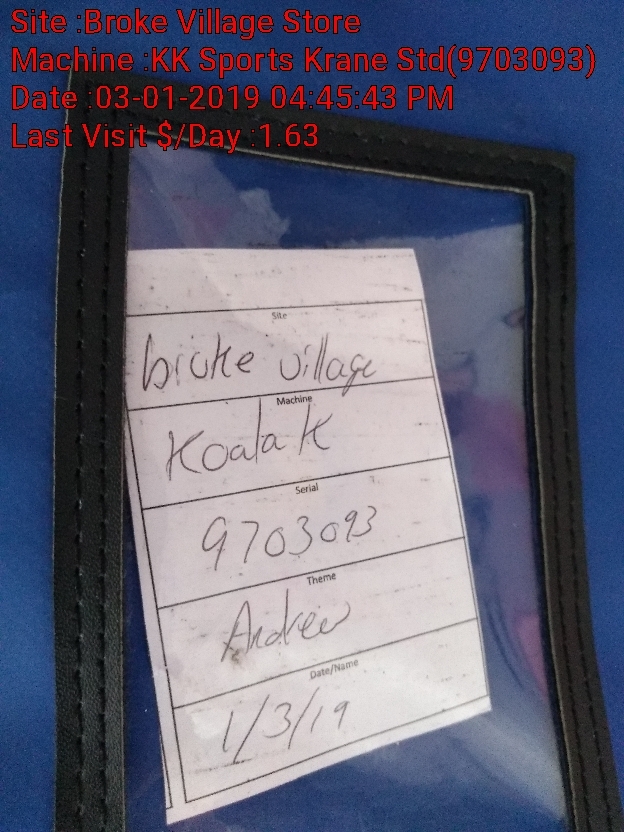 Site :Broke Village Store
Machine :KK Sports Krane Std(9703093)
Date :03-01-2019 04:45:43 PM
Last Visit $/Day :1.63
Site
broke village
Machine
Koala K
Serial
9703093
Theme
Andrew
Date/Name
1/3/19